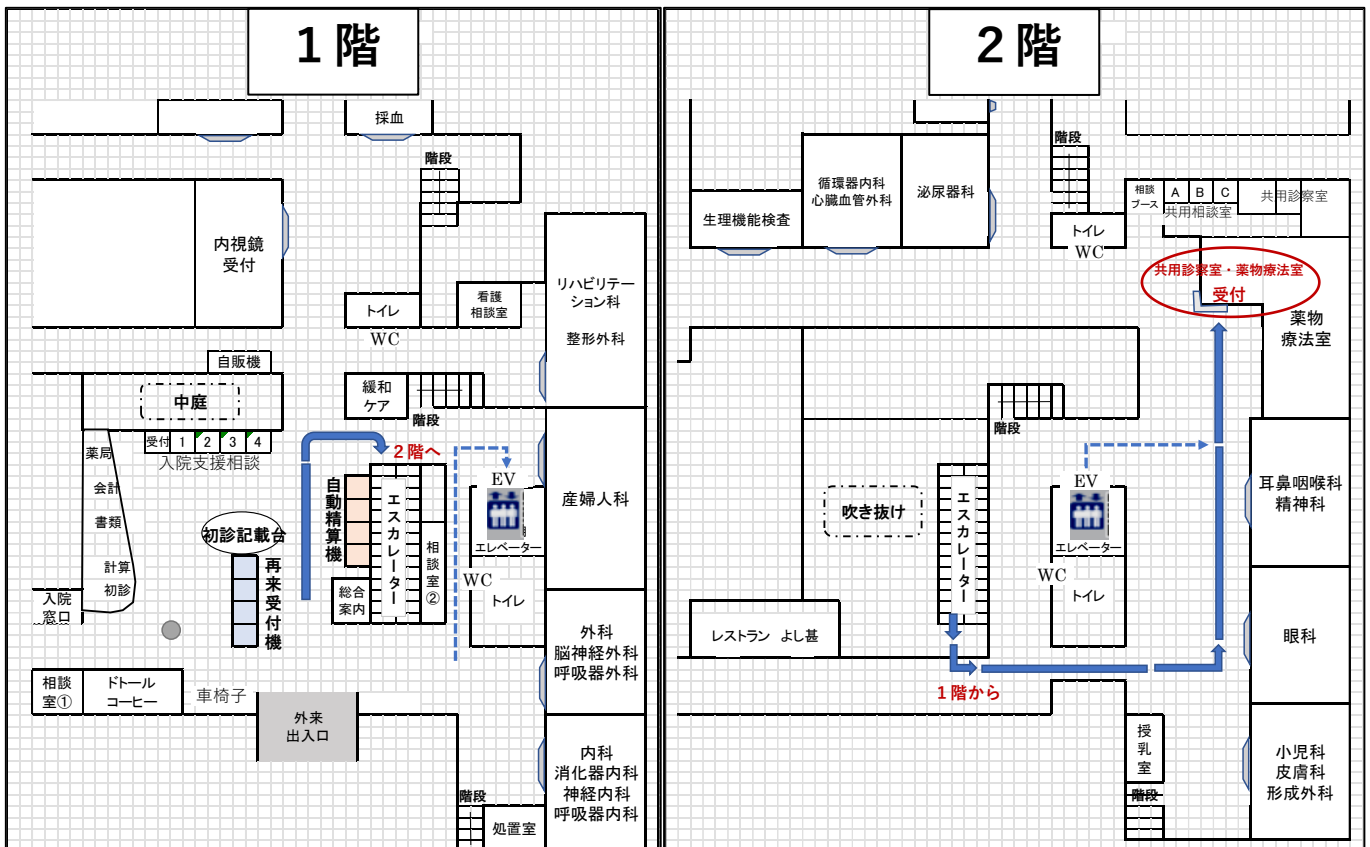 1階
採血
階段
内視鏡
受付
トイレ
WC
看護
相談室
リハビリテー
ション科
整形外科
自販機
中庭
緩和
ケア
階段
受付
1
2
3
4
入院支援相談
2階へ
薬局
会計
書類
計算
初診
初診記載台
再来受付機
自動精算機
エスカレーター
総合
案内
相談室②
EV
エレベーター
WC
トイレ
産婦人科
入院
窓口
外科
脳神経外科
呼吸器外科
相談
室①
ドトール
コーヒー
車椅子
外来
出入口
内科
消化器内科
神経内科
呼吸器内科
階段
処置室
2階
階段
生理機能検査
循環器内科
心臓血管外科
泌尿器科
トイレ
WC
相談
ブース
A
B
C
共用相談室
共用診察室
共用診察室・薬物療法室
受付
薬物
療法室
階段
吹き抜け
エスカレーター
EV
エレベーター
WC
トイレ
耳鼻咽喉科
精神科
レストラン よし甚
1階から
眼科
授乳室
階段
小児科
皮膚科
形成外科